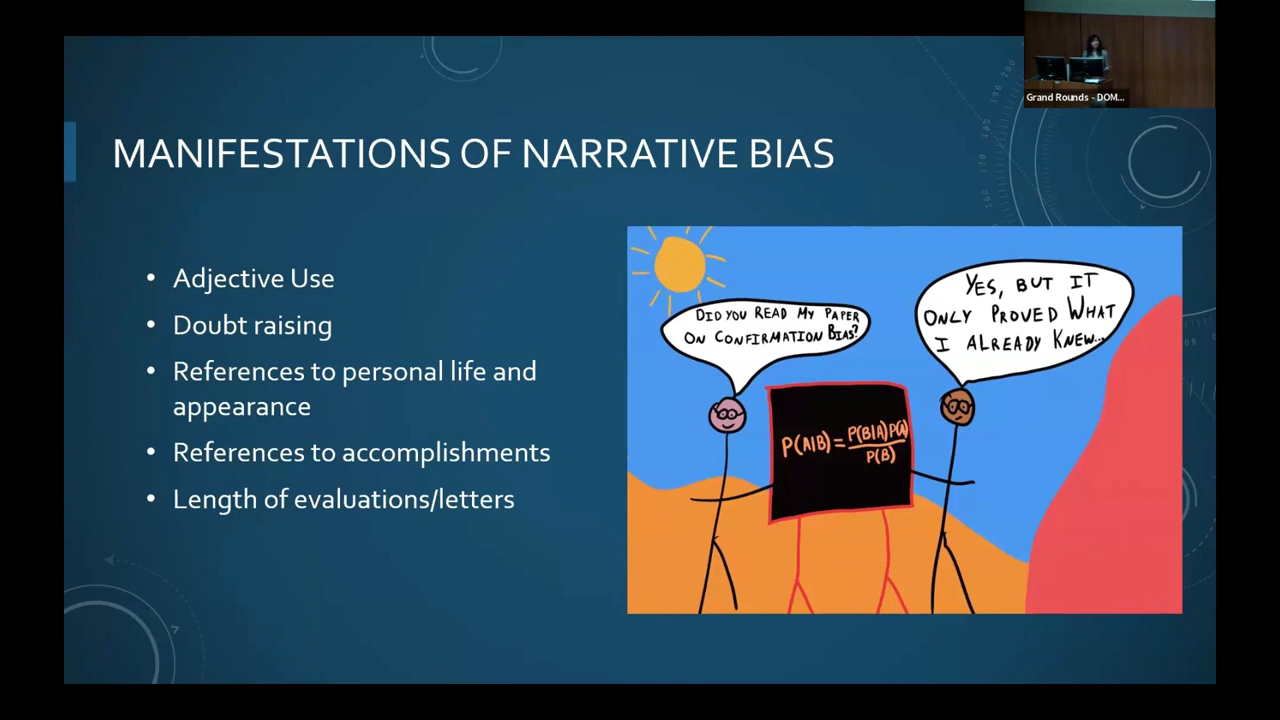 Grand Rounds - DOM...
MANIFESTATIONS OF NARRATIVE BIAS
• Adjective Use
• Doubt raising
• References to personal life and
appearance
• References to accomplishments
• Length of evaluations/letters
DID YOU READ MY PAPER
ON CONFIRMATION BIAS?
YES, BUT IT
ONLY PROVED WHAT
I ALREADY KNEW...
P(A|B) = P(B|A)P(A)
P(B)